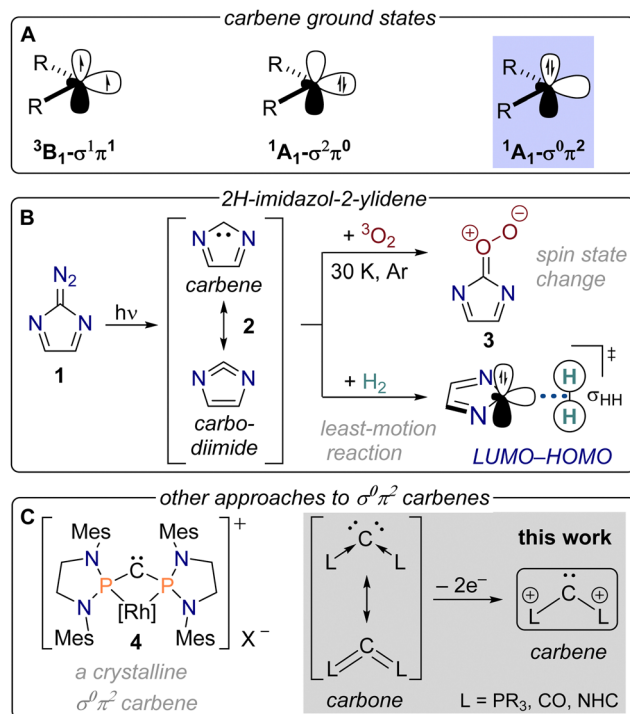 carbene ground states
A
R
R
³B₁-σ¹π¹
R
R
¹A₁-σ²π⁰
R
R
¹A₁-σ⁰π²
B
2H-imidazol-2-ylidene
N₂
N
N
1
hν
N
N
carbene
2
N
N
carbo-
diimide
+ ³O₂
30 K, Ar
⊕
O
O
⊖
N
N
3
spin state
change
+ H₂
least-motion
reaction
N
N
H
H
σHH
‡
LUMO–HOMO
other approaches to σ⁰π² carbenes
C
Mes
Mes
N
N
C
P
P
N
N
[Rh]
Mes
Mes
4
+
X⁻
a crystalline
σ⁰π² carbene
C
L
L
L
C
L
carbone
– 2e⁻
this work
⊕
C
⊕
L
L
carbene
L = PR₃, CO, NHC